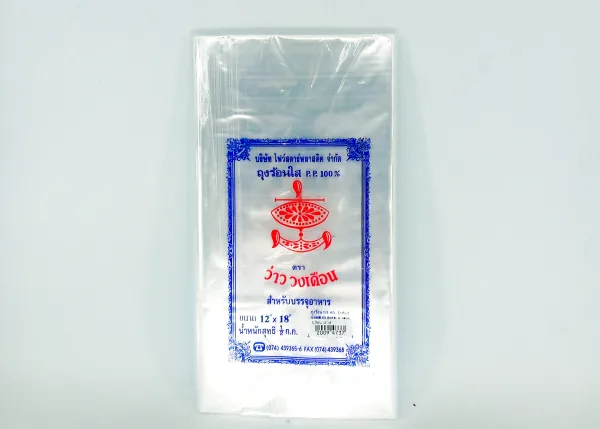 บริษัท ไฟว์สตาร์พลาสติค จำกัด
ถุงร้อนใส P.P. 100%
ตรา
ว่าว วงเดือน
สำหรับบรรจุอาหาร
ขนาด 12" x 18"
น้ำหนักสุทธิ ½ ก.ก.
2009 4737
☎ (074) 439365-6 FAX (074) 439368